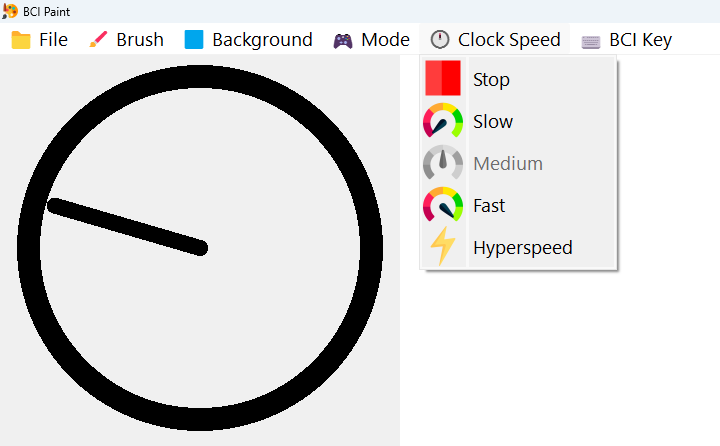 BCI Paint
File Brush Background Mode Clock Speed BCI Key
Stop
Slow
Medium
Fast
Hyperspeed